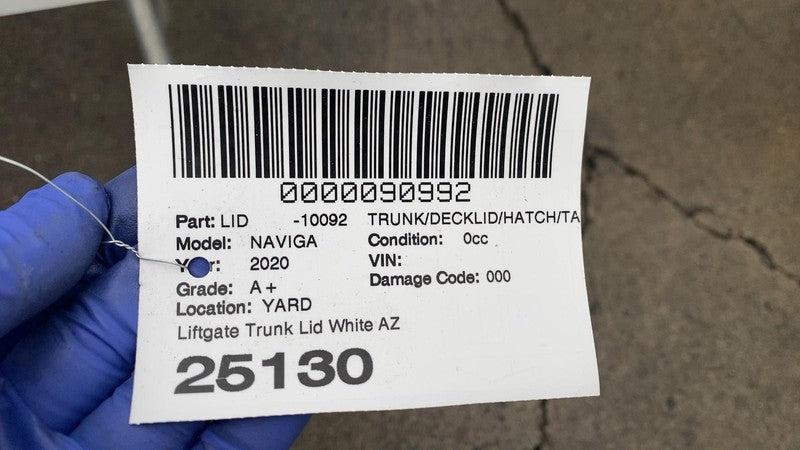 0000090992
Part: LID -10092 TRUNK/DECKLID/HATCH/TA
Model: NAVIGA Condition: 0cc
Year: 2020 VIN:
Grade: A+ Damage Code: 000
Location: YARD
Liftgate Trunk Lid White AZ
25130